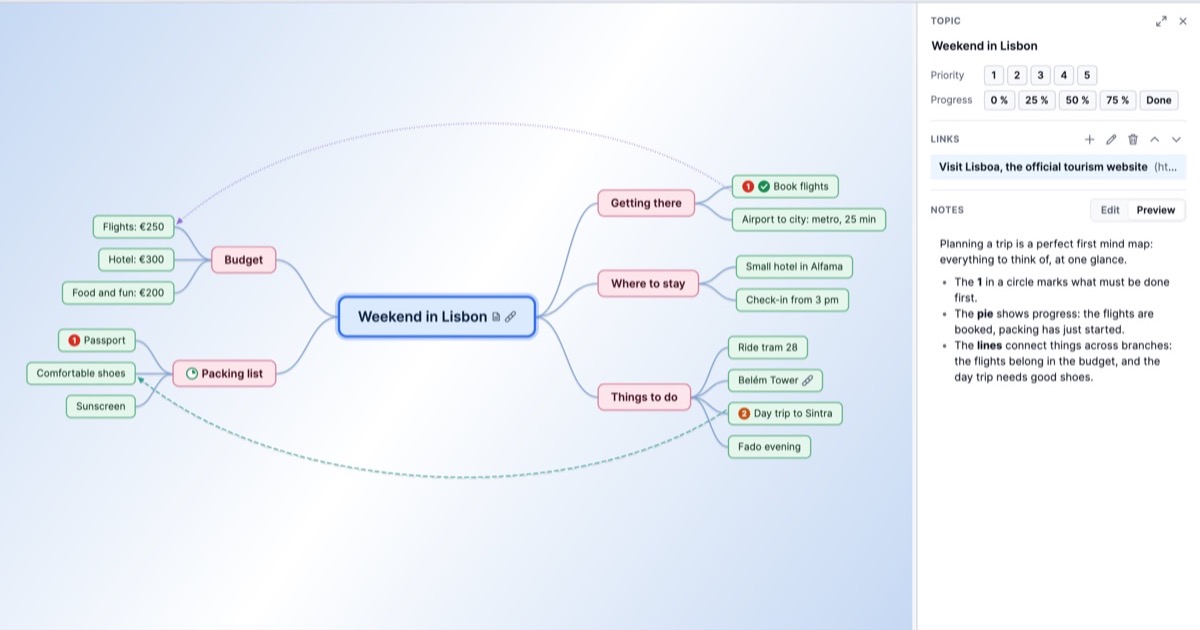 Flights: €250
Hotel: €300
Food and fun: €200
Budget
1 Passport
Comfortable shoes
Sunscreen
Packing list
Weekend in Lisbon
Getting there
1 Book flights
Airport to city: metro, 25 min
Where to stay
Small hotel in Alfama
Check-in from 3 pm
Things to do
Ride tram 28
Belém Tower
2 Day trip to Sintra
Fado evening
TOPIC
Weekend in Lisbon
Priority 1 2 3 4 5
Progress 0 % 25 % 50 % 75 % Done
LINKS
Visit Lisboa, the official tourism website (ht...
NOTES Edit Preview
Planning a trip is a perfect first mind map:
everything to think of, at one glance.
• The 1 in a circle marks what must be done
first.
• The pie shows progress: the flights are
booked, packing has just started.
• The lines connect things across branches:
the flights belong in the budget, and the
day trip needs good shoes.